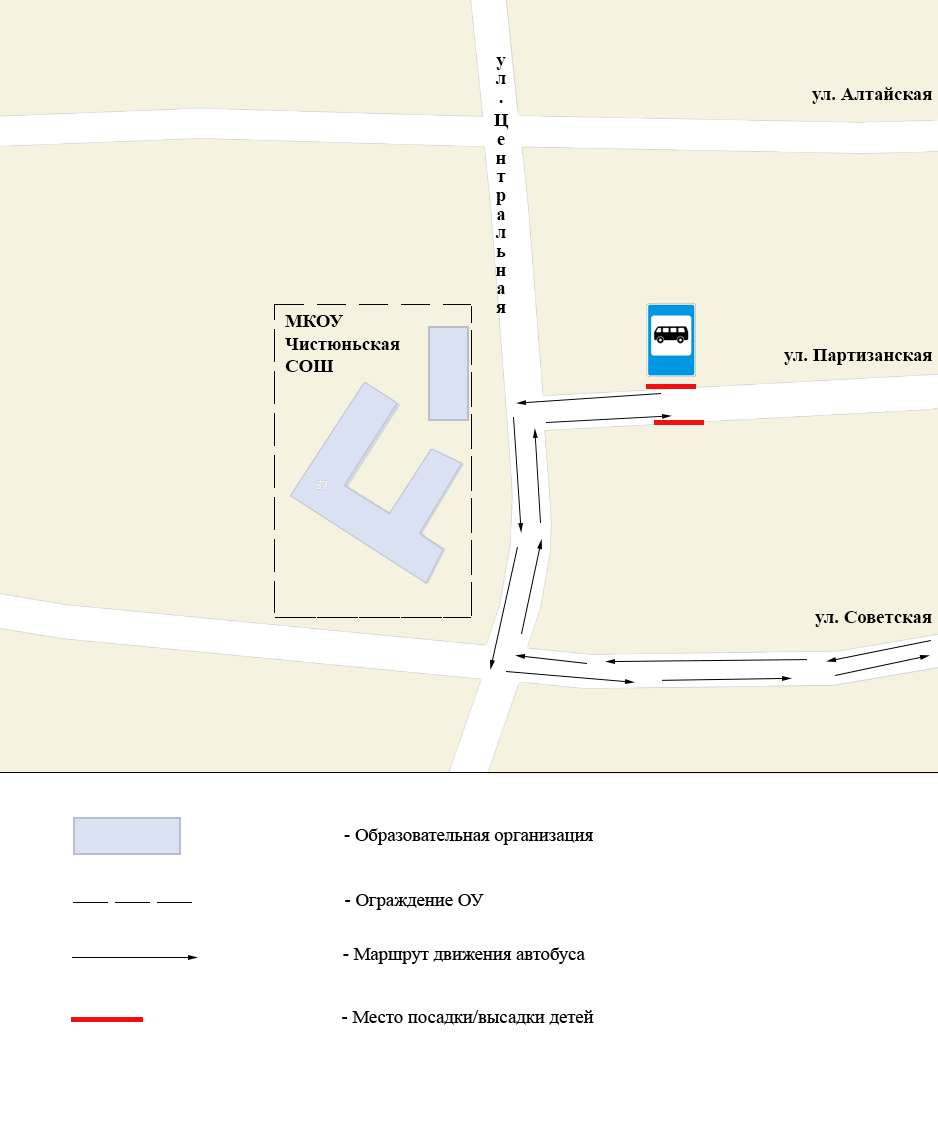 ул. Центральная
ул. Алтайская
МКОУ
Чистюньская
СОШ
ул. Партизанская
37
ул. Советская
- Образовательная организация
- Ограждение ОУ
- Маршрут движения автобуса
- Место посадки/высадки детей